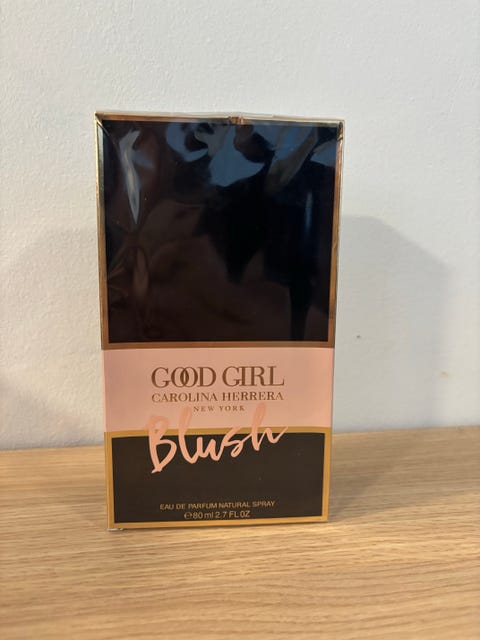 GOOD GIRL
CAROLINA HERRERA
NEW YORK
Blush
EAU DE PARFUM NATURAL SPRAY
℮80 ml 2.7 FL OZ